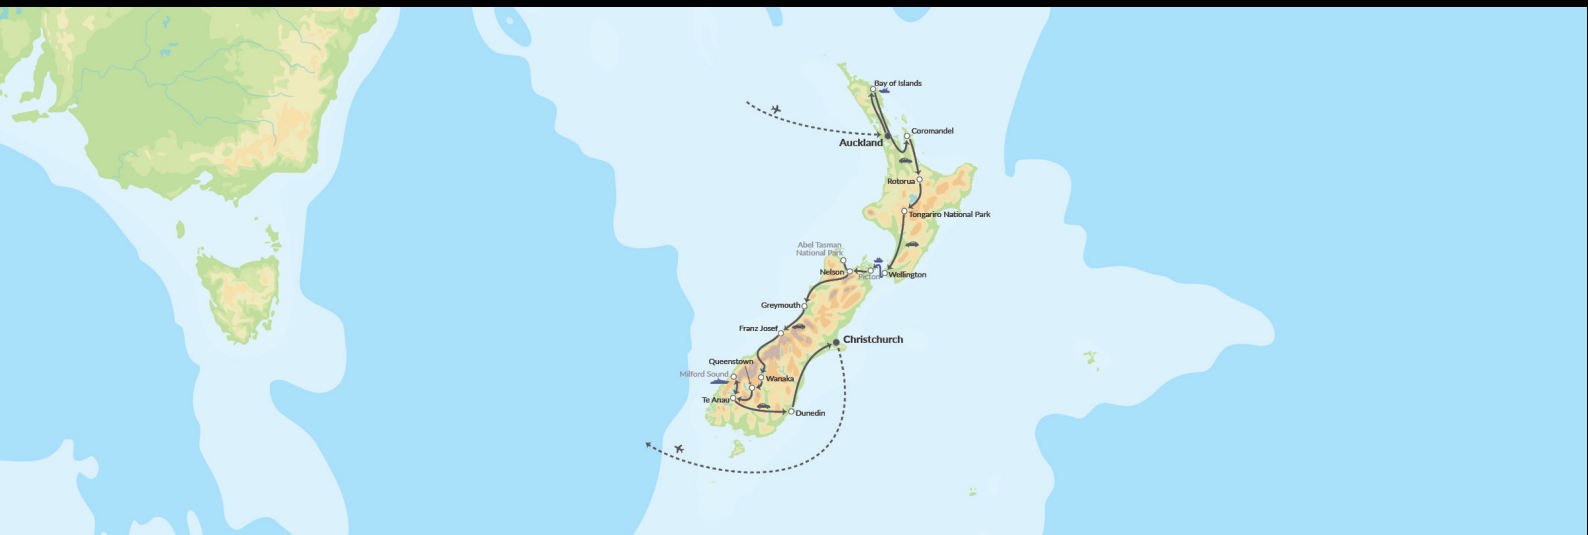 Bay of Islands
Coromandel
Auckland
Rotorua
Tongariro National Park
Abel Tasman
National Park
Nelson
Picton
Wellington
Greymouth
Franz Josef
Christchurch
Queenstown
Milford Sound
Wanaka
Te Anau
Dunedin